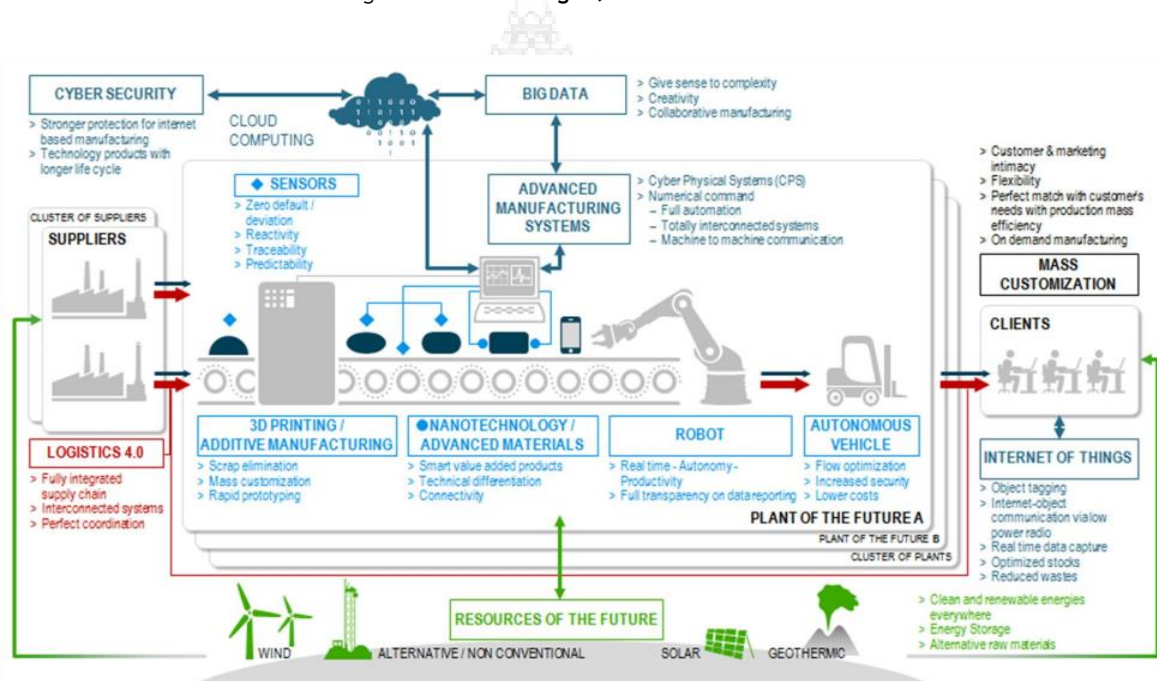 CYBER SECURITY
> Stronger protection for internet
based manufacturing
> Technology products with
longer life cycle
CLOUD
COMPUTING
011000
BIG DATA
> Give sense to complexity
> Creativity
> Collaborative manufacturing
◆ SENSORS
> Zero default /
deviation
> Reactivity
> Traceability
> Predictability
ADVANCED
MANUFACTURING
SYSTEMS
> Cyber Physical Systems (CPS)
> Numerical command
– Full automation
– Totally interconnected systems
– Machine to machine communication
> Customer & marketing
intimacy
> Flexibility
> Perfect match with customer's
needs with production mass
efficiency
> On demand manufacturing
MASS
CUSTOMIZATION
CLUSTER OF SUPPLIERS
SUPPLIERS
CLIENTS
LOGISTICS 4.0
> Fully integrated
supply chain
> Interconnected systems
> Perfect coordination
3D PRINTING /
ADDITIVE MANUFACTURING
> Scrap elimination
> Mass customization
> Rapid prototyping
●NANOTECHNOLOGY /
ADVANCED MATERIALS
> Smart value added products
> Technical differentiation
> Connectivity
ROBOT
> Real time - Autonomy -
Productivity
> Full transparency on data reporting
AUTONOMOUS
VEHICLE
> Flow optimization
> Increased security
> Lower costs
PLANT OF THE FUTURE A
PLANT OF THE FUTURE B
CLUSTER OF PLANTS
INTERNET OF THINGS
> Object tagging
> Internet-object
communication via low
power radio
> Real time data capture
> Optimized stocks
> Reduced wastes
RESOURCES OF THE FUTURE
WIND
ALTERNATIVE / NON CONVENTIONAL
SOLAR
GEOTHERMIC
> Clean and renewable energies
everywhere
> Energy Storage
> Alternative raw materials